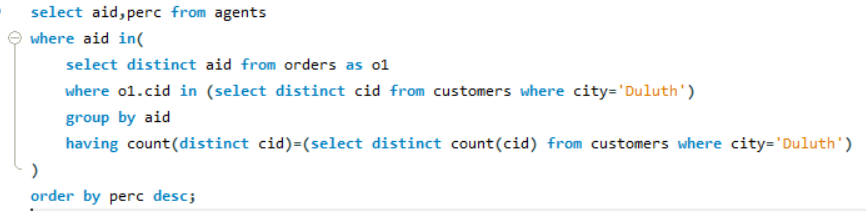 select aid,perc from agents
where aid in(
select distinct aid from orders as o1
where o1.cid in (select distinct cid from customers where city='Duluth')
group by aid
having count(distinct cid)=(select distinct count(cid) from customers where city='Duluth')
)
order by perc desc;